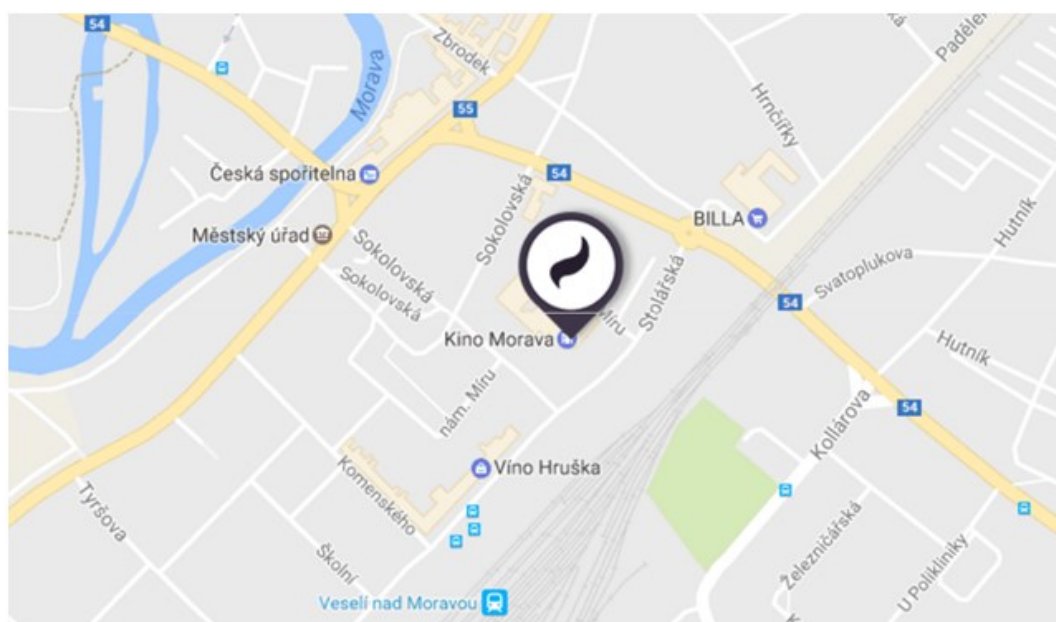 54
Zbrodek
Morava
55
Česká spořitelna
54
Hrnčířky
Padělek
Městský úřad
Sokolovská
Sokolovská
Sokolovská
BILLA
Stolářská
Míru
Kino Morava
54
Svatoplukova
Hutník
Hutník
54
Kollárova
nám. Míru
Víno Hruška
Komenského
Tyršova
Školní
Železničářská
U Polikliniky
Veselí nad Moravou